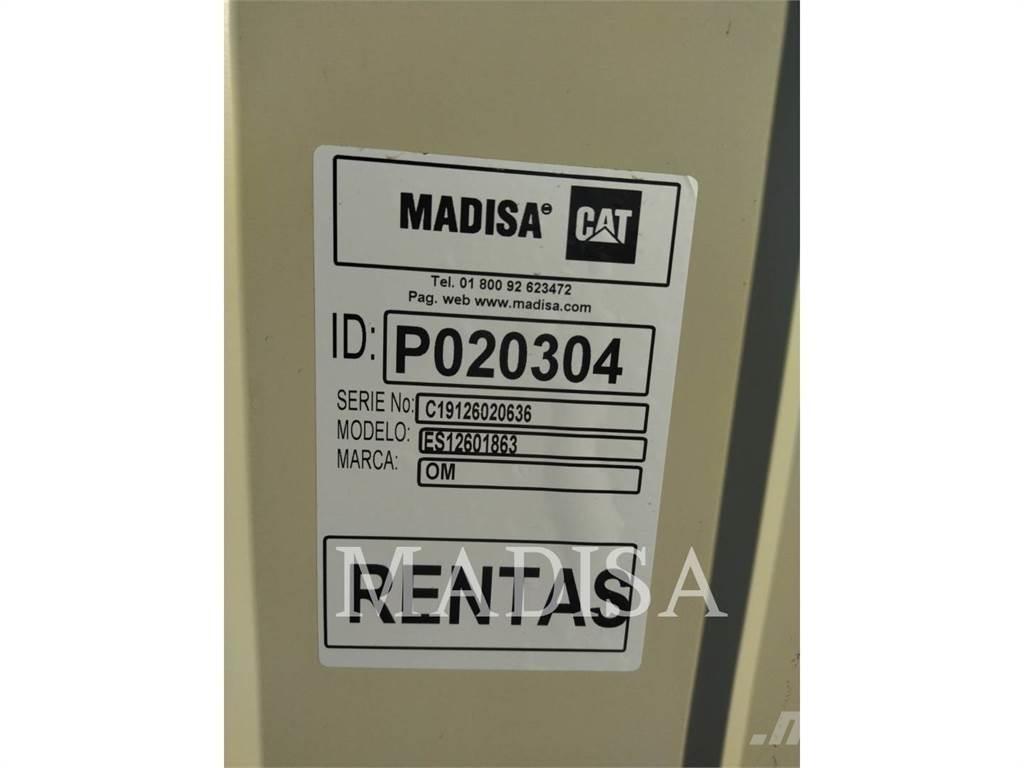 MADISA CAT
Tel. 01 800 92 623472
Pag. web www.madisa.com
ID: P020304
SERIE No: C19126020636
MODELO: ES12601863
MARCA: OM
RENTAS
MADISA